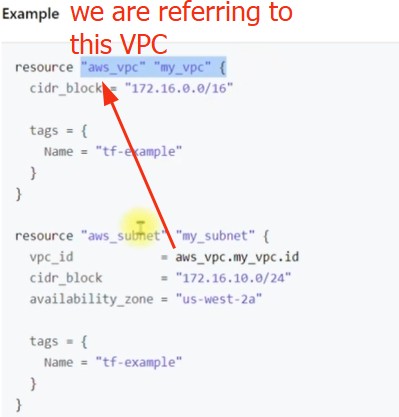 Example we are referring to
this VPC
resource "aws_vpc" "my_vpc" {
cidr_block = "172.16.0.0/16"
tags = {
Name = "tf-example"
}
}
resource "aws_subnet" "my_subnet" {
vpc_id = aws_vpc.my_vpc.id
cidr_block = "172.16.10.0/24"
availability_zone = "us-west-2a"
tags = {
Name = "tf-example"
}
}